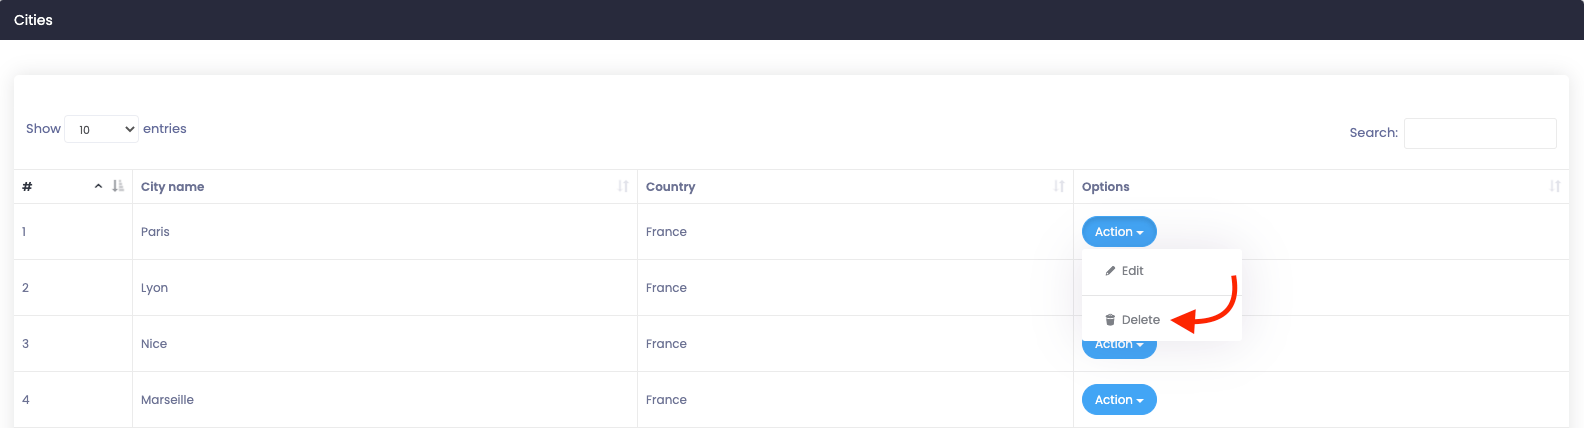 Cities
Show 10 entries
Search:
# City name Country Options
1 Paris France Action
Edit
2 Lyon France
Delete
3 Nice France Action
4 Marseille France Action